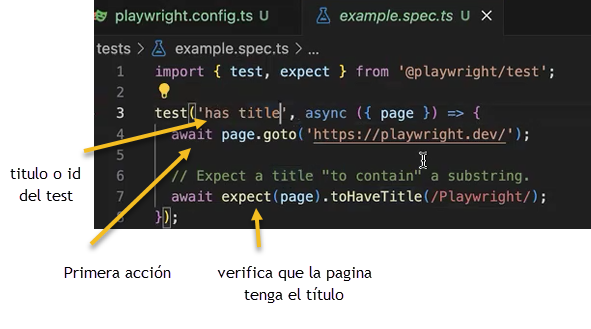 playwright.config.ts U
example.spec.ts U ×
tests > example.spec.ts > ...
1 import { test, expect } from '@playwright/test';
2
3 test('has title', async ({ page }) => {
4 await page.goto('https://playwright.dev/');
5
6 // Expect a title "to contain" a substring.
7 await expect(page).toHaveTitle(/Playwright/);
8 });
titulo o id
del test
Primera acción
verifica que la pagina
tenga el título